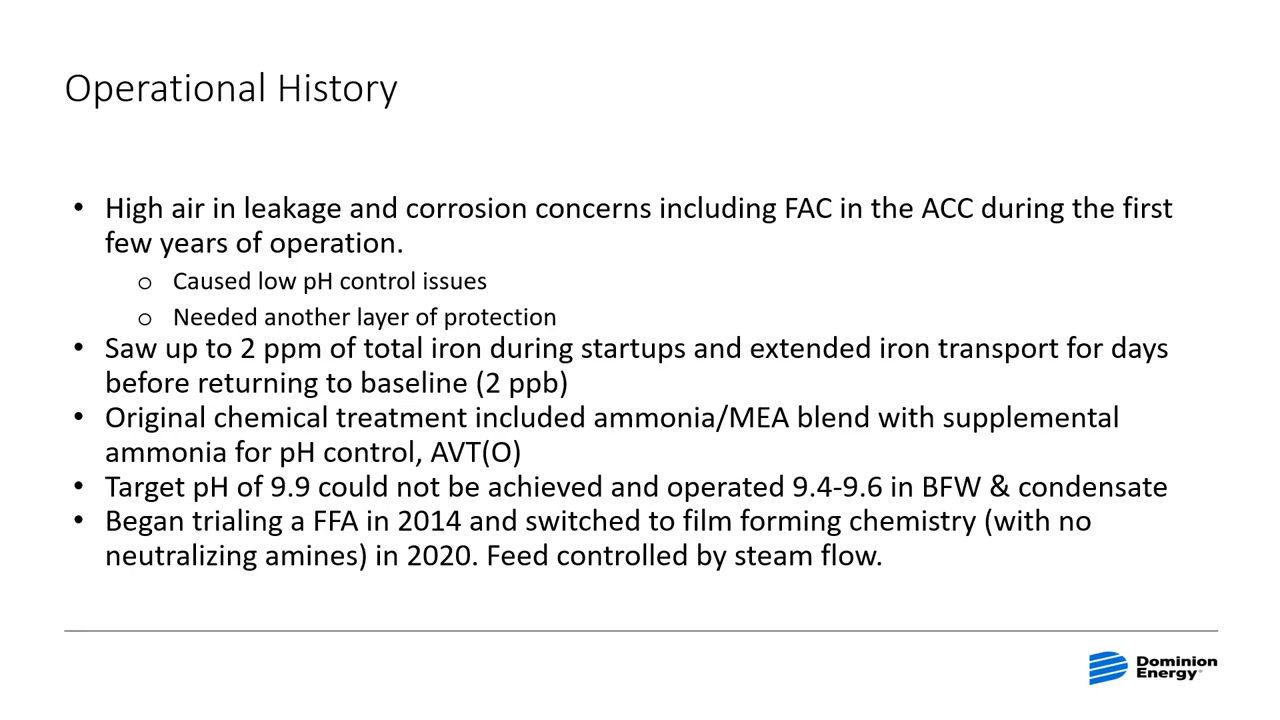 Operational History
• High air in leakage and corrosion concerns including FAC in the ACC during the first
few years of operation.
o Caused low pH control issues
o Needed another layer of protection
• Saw up to 2 ppm of total iron during startups and extended iron transport for days
before returning to baseline (2 ppb)
• Original chemical treatment included ammonia/MEA blend with supplemental
ammonia for pH control, AVT(O)
• Target pH of 9.9 could not be achieved and operated 9.4-9.6 in BFW & condensate
• Began trialing a FFA in 2014 and switched to film forming chemistry (with no
neutralizing amines) in 2020. Feed controlled by steam flow.
Dominion
Energy®